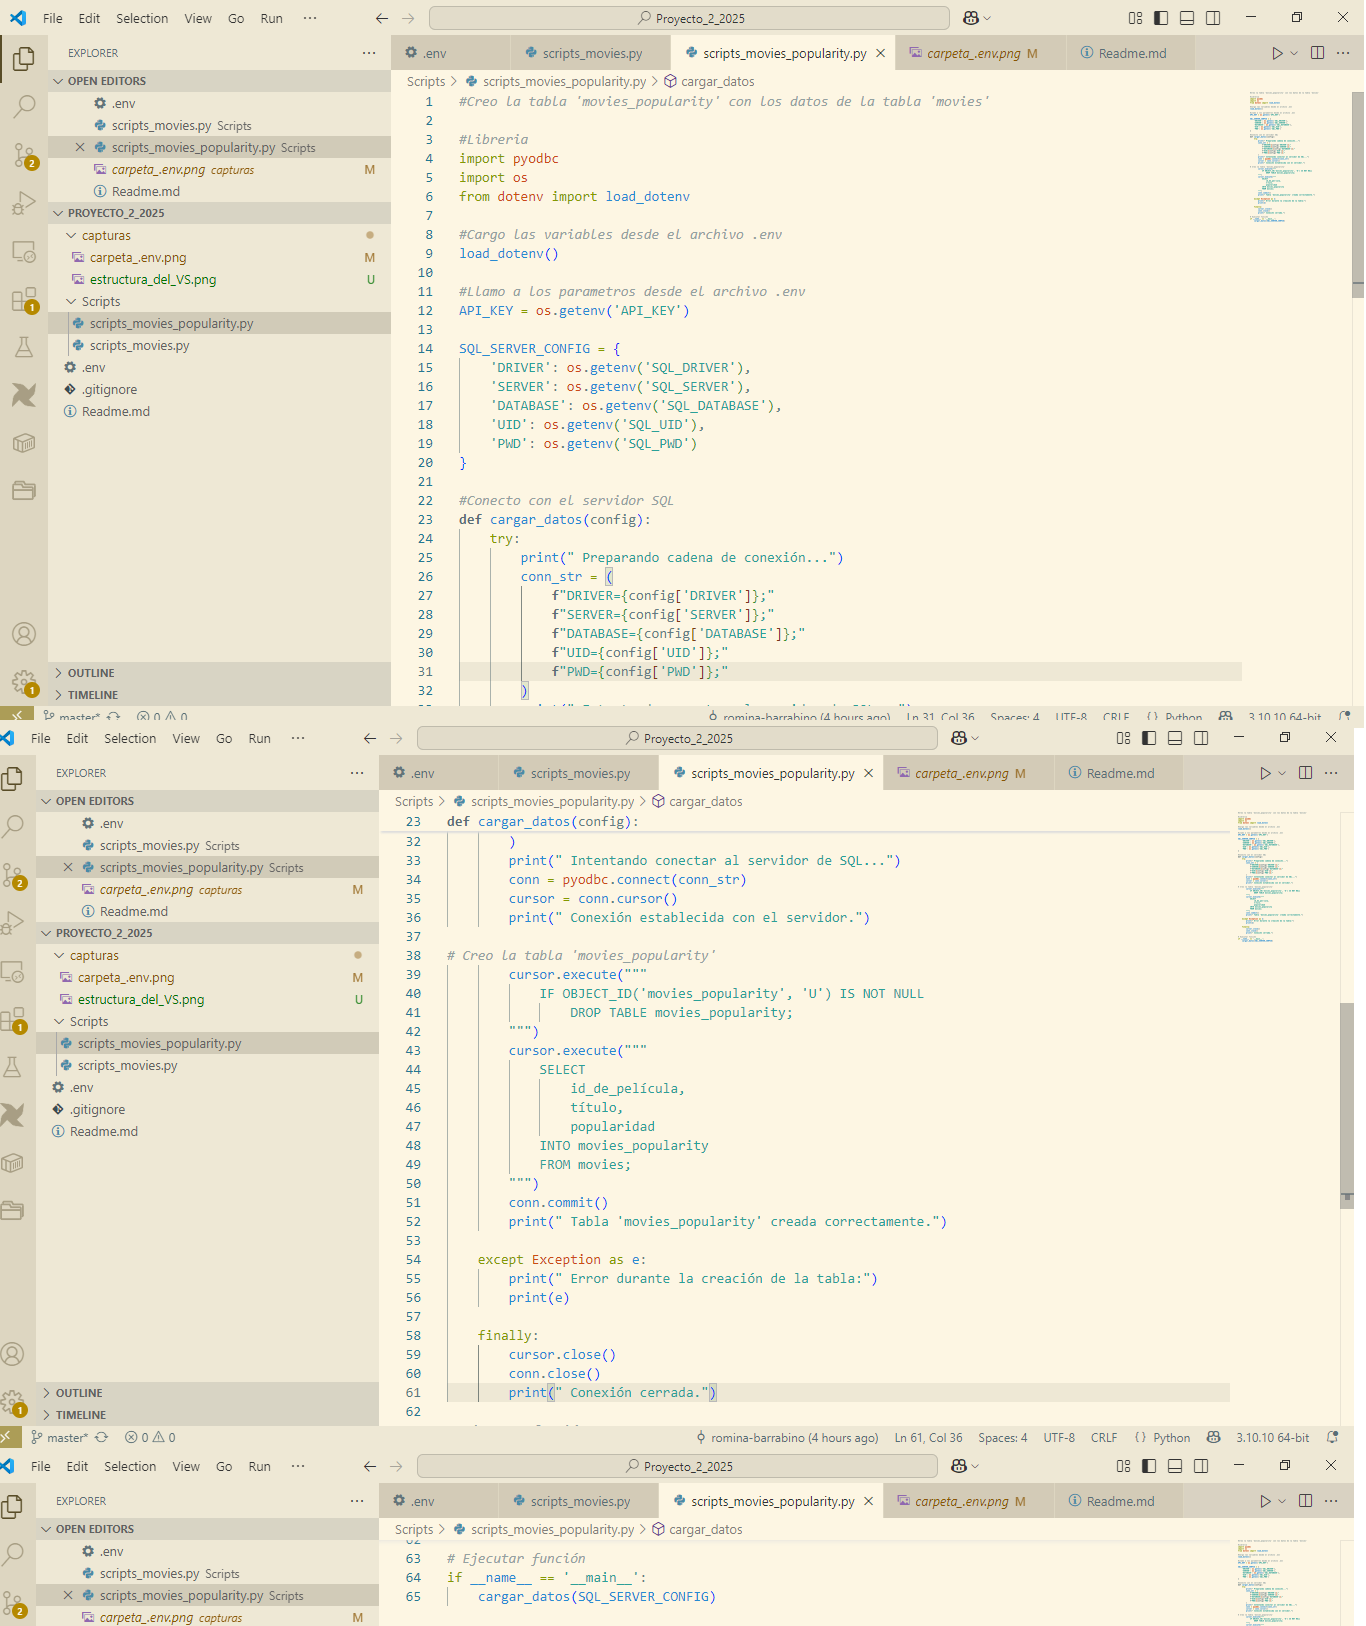 File Edit Selection View Go Run ··· Proyecto_2_2025
EXPLORER ···
OPEN EDITORS
.env
scripts_movies.py Scripts
scripts_movies_popularity.py Scripts
carpeta_.env.png capturas M
Readme.md
PROYECTO_2_2025
capturas
carpeta_.env.png M
estructura_del_VS.png U
Scripts
scripts_movies_popularity.py
scripts_movies.py
.env
.gitignore
Readme.md
OUTLINE
TIMELINE
2
1
1
.env scripts_movies.py scripts_movies_popularity.py carpeta_.env.png M Readme.md
Scripts > scripts_movies_popularity.py > cargar_datos
1 #Creo la tabla 'movies_popularity' con los datos de la tabla 'movies'
2
3 #Libreria
4 import pyodbc
5 import os
6 from dotenv import load_dotenv
7
8 #Cargo las variables desde el archivo .env
9 load_dotenv()
10
11 #Llamo a los parametros desde el archivo .env
12 API_KEY = os.getenv('API_KEY')
13
14 SQL_SERVER_CONFIG = {
15 'DRIVER': os.getenv('SQL_DRIVER'),
16 'SERVER': os.getenv('SQL_SERVER'),
17 'DATABASE': os.getenv('SQL_DATABASE'),
18 'UID': os.getenv('SQL_UID'),
19 'PWD': os.getenv('SQL_PWD')
20 }
21
22 #Conecto con el servidor SQL
23 def cargar_datos(config):
24 try:
25 print(" Preparando cadena de conexión...")
26 conn_str = (
27 f"DRIVER={config['DRIVER']};"
28 f"SERVER={config['SERVER']};"
29 f"DATABASE={config['DATABASE']};"
30 f"UID={config['UID']};"
31 f"PWD={config['PWD']};"
32 )
master* 0 0 romina-barrabino (4 hours ago) Ln 31, Col 36 Spaces: 4 UTF-8 CRLF { } Python 3.10.10 64-bit
File Edit Selection View Go Run ··· Proyecto_2_2025
EXPLORER ···
OPEN EDITORS
.env
scripts_movies.py Scripts
scripts_movies_popularity.py Scripts
carpeta_.env.png capturas M
Readme.md
PROYECTO_2_2025
capturas
carpeta_.env.png M
estructura_del_VS.png U
Scripts
scripts_movies_popularity.py
scripts_movies.py
.env
.gitignore
Readme.md
OUTLINE
TIMELINE
2
1
1
.env scripts_movies.py scripts_movies_popularity.py carpeta_.env.png M Readme.md
Scripts > scripts_movies_popularity.py > cargar_datos
23 def cargar_datos(config):
32 )
33 print(" Intentando conectar al servidor de SQL...")
34 conn = pyodbc.connect(conn_str)
35 cursor = conn.cursor()
36 print(" Conexión establecida con el servidor.")
37
38 # Creo la tabla 'movies_popularity'
39 cursor.execute("""
40 IF OBJECT_ID('movies_popularity', 'U') IS NOT NULL
41 DROP TABLE movies_popularity;
42 """)
43 cursor.execute("""
44 SELECT
45 id_de_película,
46 título,
47 popularidad
48 INTO movies_popularity
49 FROM movies;
50 """)
51 conn.commit()
52 print(" Tabla 'movies_popularity' creada correctamente.")
53
54 except Exception as e:
55 print(" Error durante la creación de la tabla:")
56 print(e)
57
58 finally:
59 cursor.close()
60 conn.close()
61 print(" Conexión cerrada.")
62
master* 0 0 romina-barrabino (4 hours ago) Ln 61, Col 36 Spaces: 4 UTF-8 CRLF { } Python 3.10.10 64-bit
File Edit Selection View Go Run ··· Proyecto_2_2025
EXPLORER ···
OPEN EDITORS
.env
scripts_movies.py Scripts
scripts_movies_popularity.py Scripts
carpeta_.env.png capturas M
2
.env scripts_movies.py scripts_movies_popularity.py carpeta_.env.png M Readme.md
Scripts > scripts_movies_popularity.py > cargar_datos
63 # Ejecutar función
64 if __name__ == '__main__':
65 cargar_datos(SQL_SERVER_CONFIG)